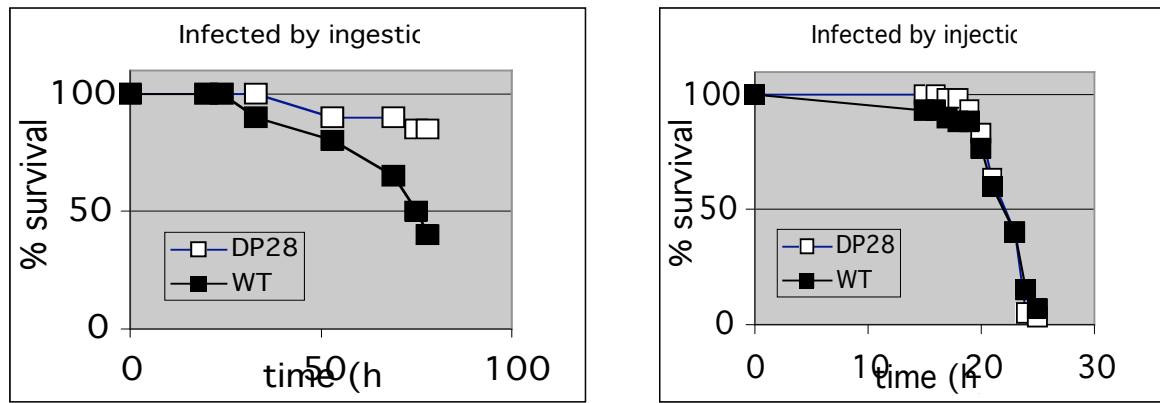 Infected by ingestic
100
50
0
% survival
DP28
WT
0
50
100
time (h
Infected by injectic
100
50
0
% survival
DP28
WT
0
10
20
30
time (h